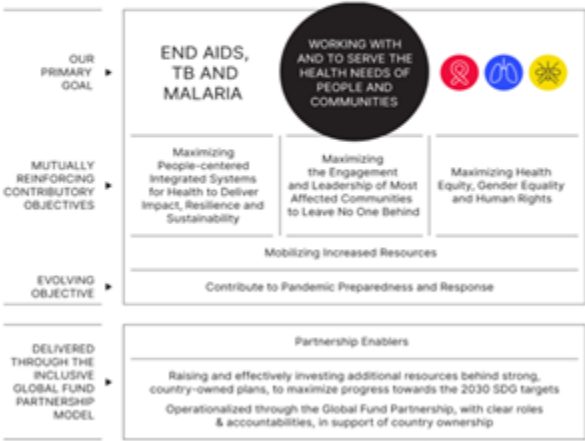 OUR
PRIMARY
GOAL
END AIDS,
TB AND
MALARIA
WORKING WITH
AND TO SERVE THE
HEALTH NEEDS OF
PEOPLE AND
COMMUNITIES
MUTUALLY
REINFORCING
CONTRIBUTORY
OBJECTIVES
Maximizing
People-centered
Integrated Systems
for Health to Deliver
Impact, Resilience and
Sustainability
Maximizing
the Engagement
and Leadership of Most
Affected Communities
to Leave No One Behind
Maximizing Health
Equity, Gender Equality
and Human Rights
Mobilizing Increased Resources
EVOLVING
OBJECTIVE
Contribute to Pandemic Preparedness and Response
DELIVERED
THROUGH THE
INCLUSIVE
GLOBAL FUND
PARTNERSHIP
MODEL
Partnership Enablers
Raising and effectively investing additional resources behind strong,
country-owned plans, to maximize progress towards the 2030 SDG targets
Operationalized through the Global Fund Partnership, with clear roles
& accountabilities, in support of country ownership